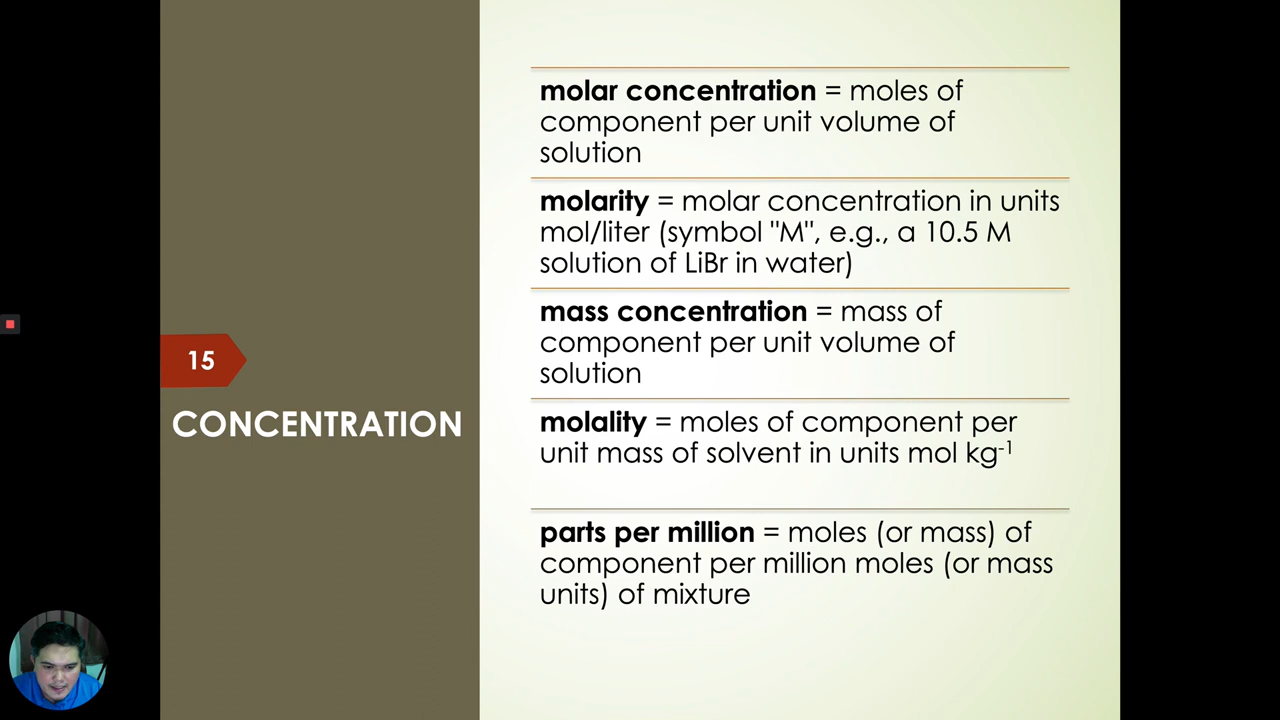 15
CONCENTRATION
molar concentration = moles of
component per unit volume of
solution
molarity = molar concentration in units
mol/liter (symbol "M", e.g., a 10.5 M
solution of LiBr in water)
mass concentration = mass of
component per unit volume of
solution
molality = moles of component per
unit mass of solvent in units mol kg⁻¹
parts per million = moles (or mass) of
component per million moles (or mass
units) of mixture